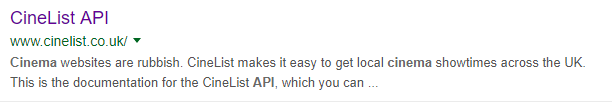 CineList API
www.cinelist.co.uk/
Cinema websites are rubbish. CineList makes it easy to get local cinema showtimes across the UK.
This is the documentation for the CineList API, which you can ...